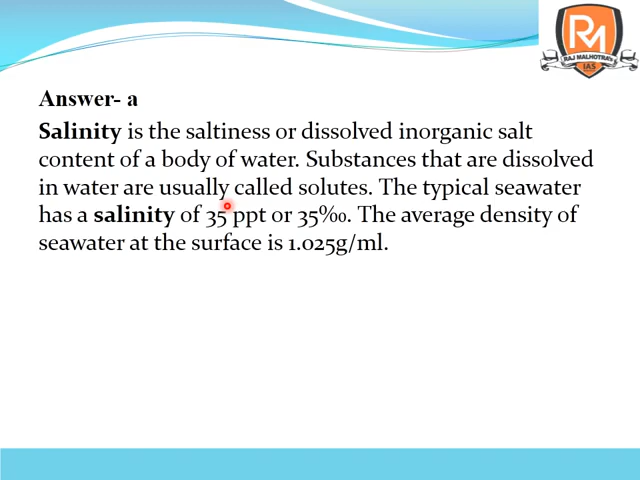 RM
RAJ MALHOTRA's
IAS
Answer- a
Salinity is the saltiness or dissolved inorganic salt
content of a body of water. Substances that are dissolved
in water are usually called solutes. The typical seawater
has a salinity of 35 ppt or 35‰. The average density of
seawater at the surface is 1.025g/ml.